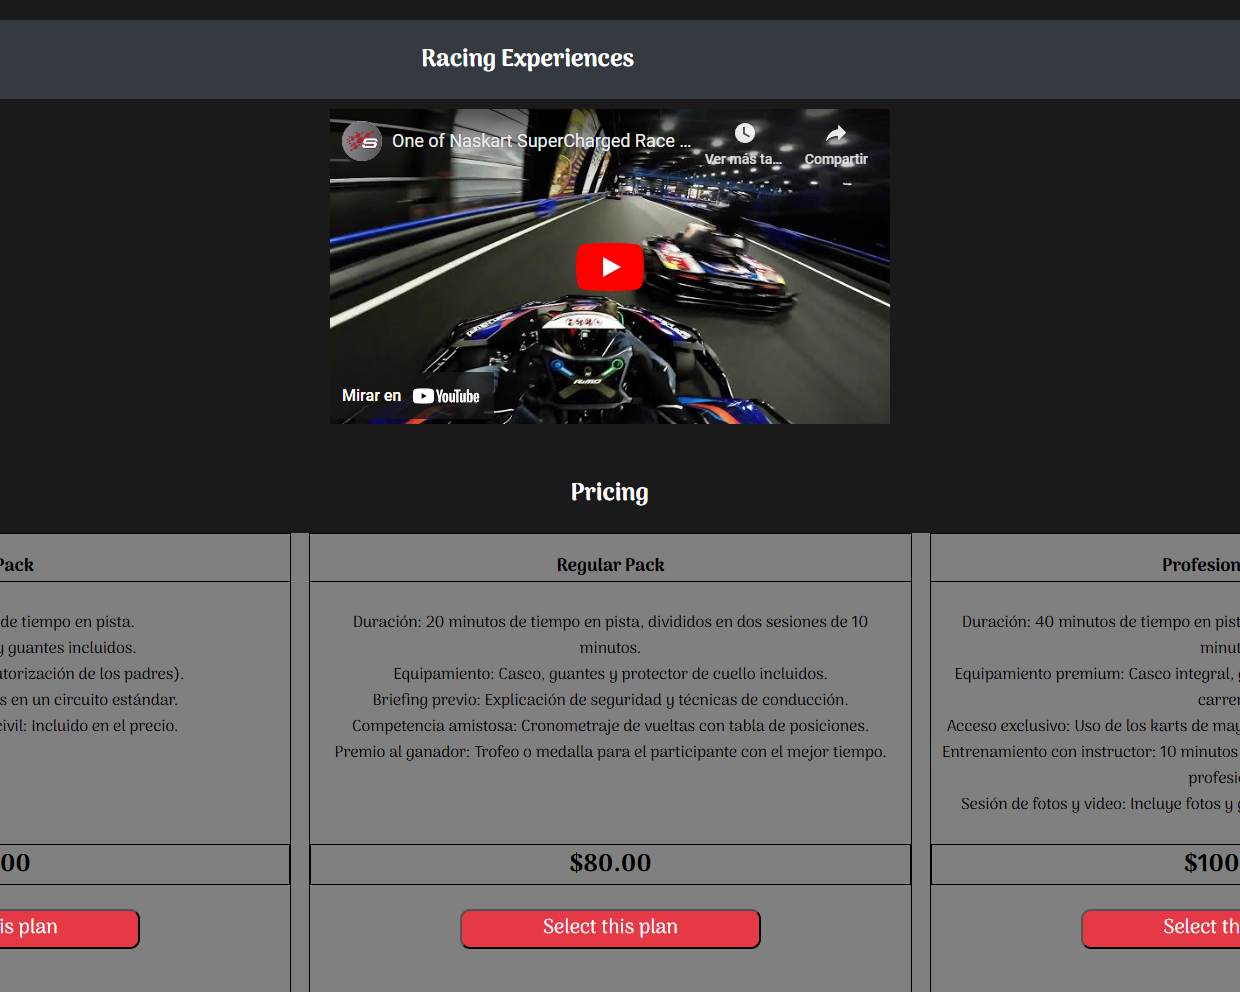 Racing Experiences
One of Naskart SuperCharged Race ...
Ver más ta...
Compartir
Mirar en YouTube
Pricing
Pack
de tiempo en pista.
y guantes incluidos.
torización de los padres).
s en un circuito estándar.
civil: Incluido en el precio.
00
is plan
Regular Pack
Duración: 20 minutos de tiempo en pista, divididos en dos sesiones de 10
minutos.
Equipamiento: Casco, guantes y protector de cuello incluidos.
Briefing previo: Explicación de seguridad y técnicas de conducción.
Competencia amistosa: Cronometraje de vueltas con tabla de posiciones.
Premio al ganador: Trofeo o medalla para el participante con el mejor tiempo.
$80.00
Select this plan
Profesion
Duración: 40 minutos de tiempo en pist
minut
Equipamiento premium: Casco integral, g
carrer
Acceso exclusivo: Uso de los karts de may
Entrenamiento con instructor: 10 minutos
profesi
Sesión de fotos y video: Incluye fotos y g
$100
Select th